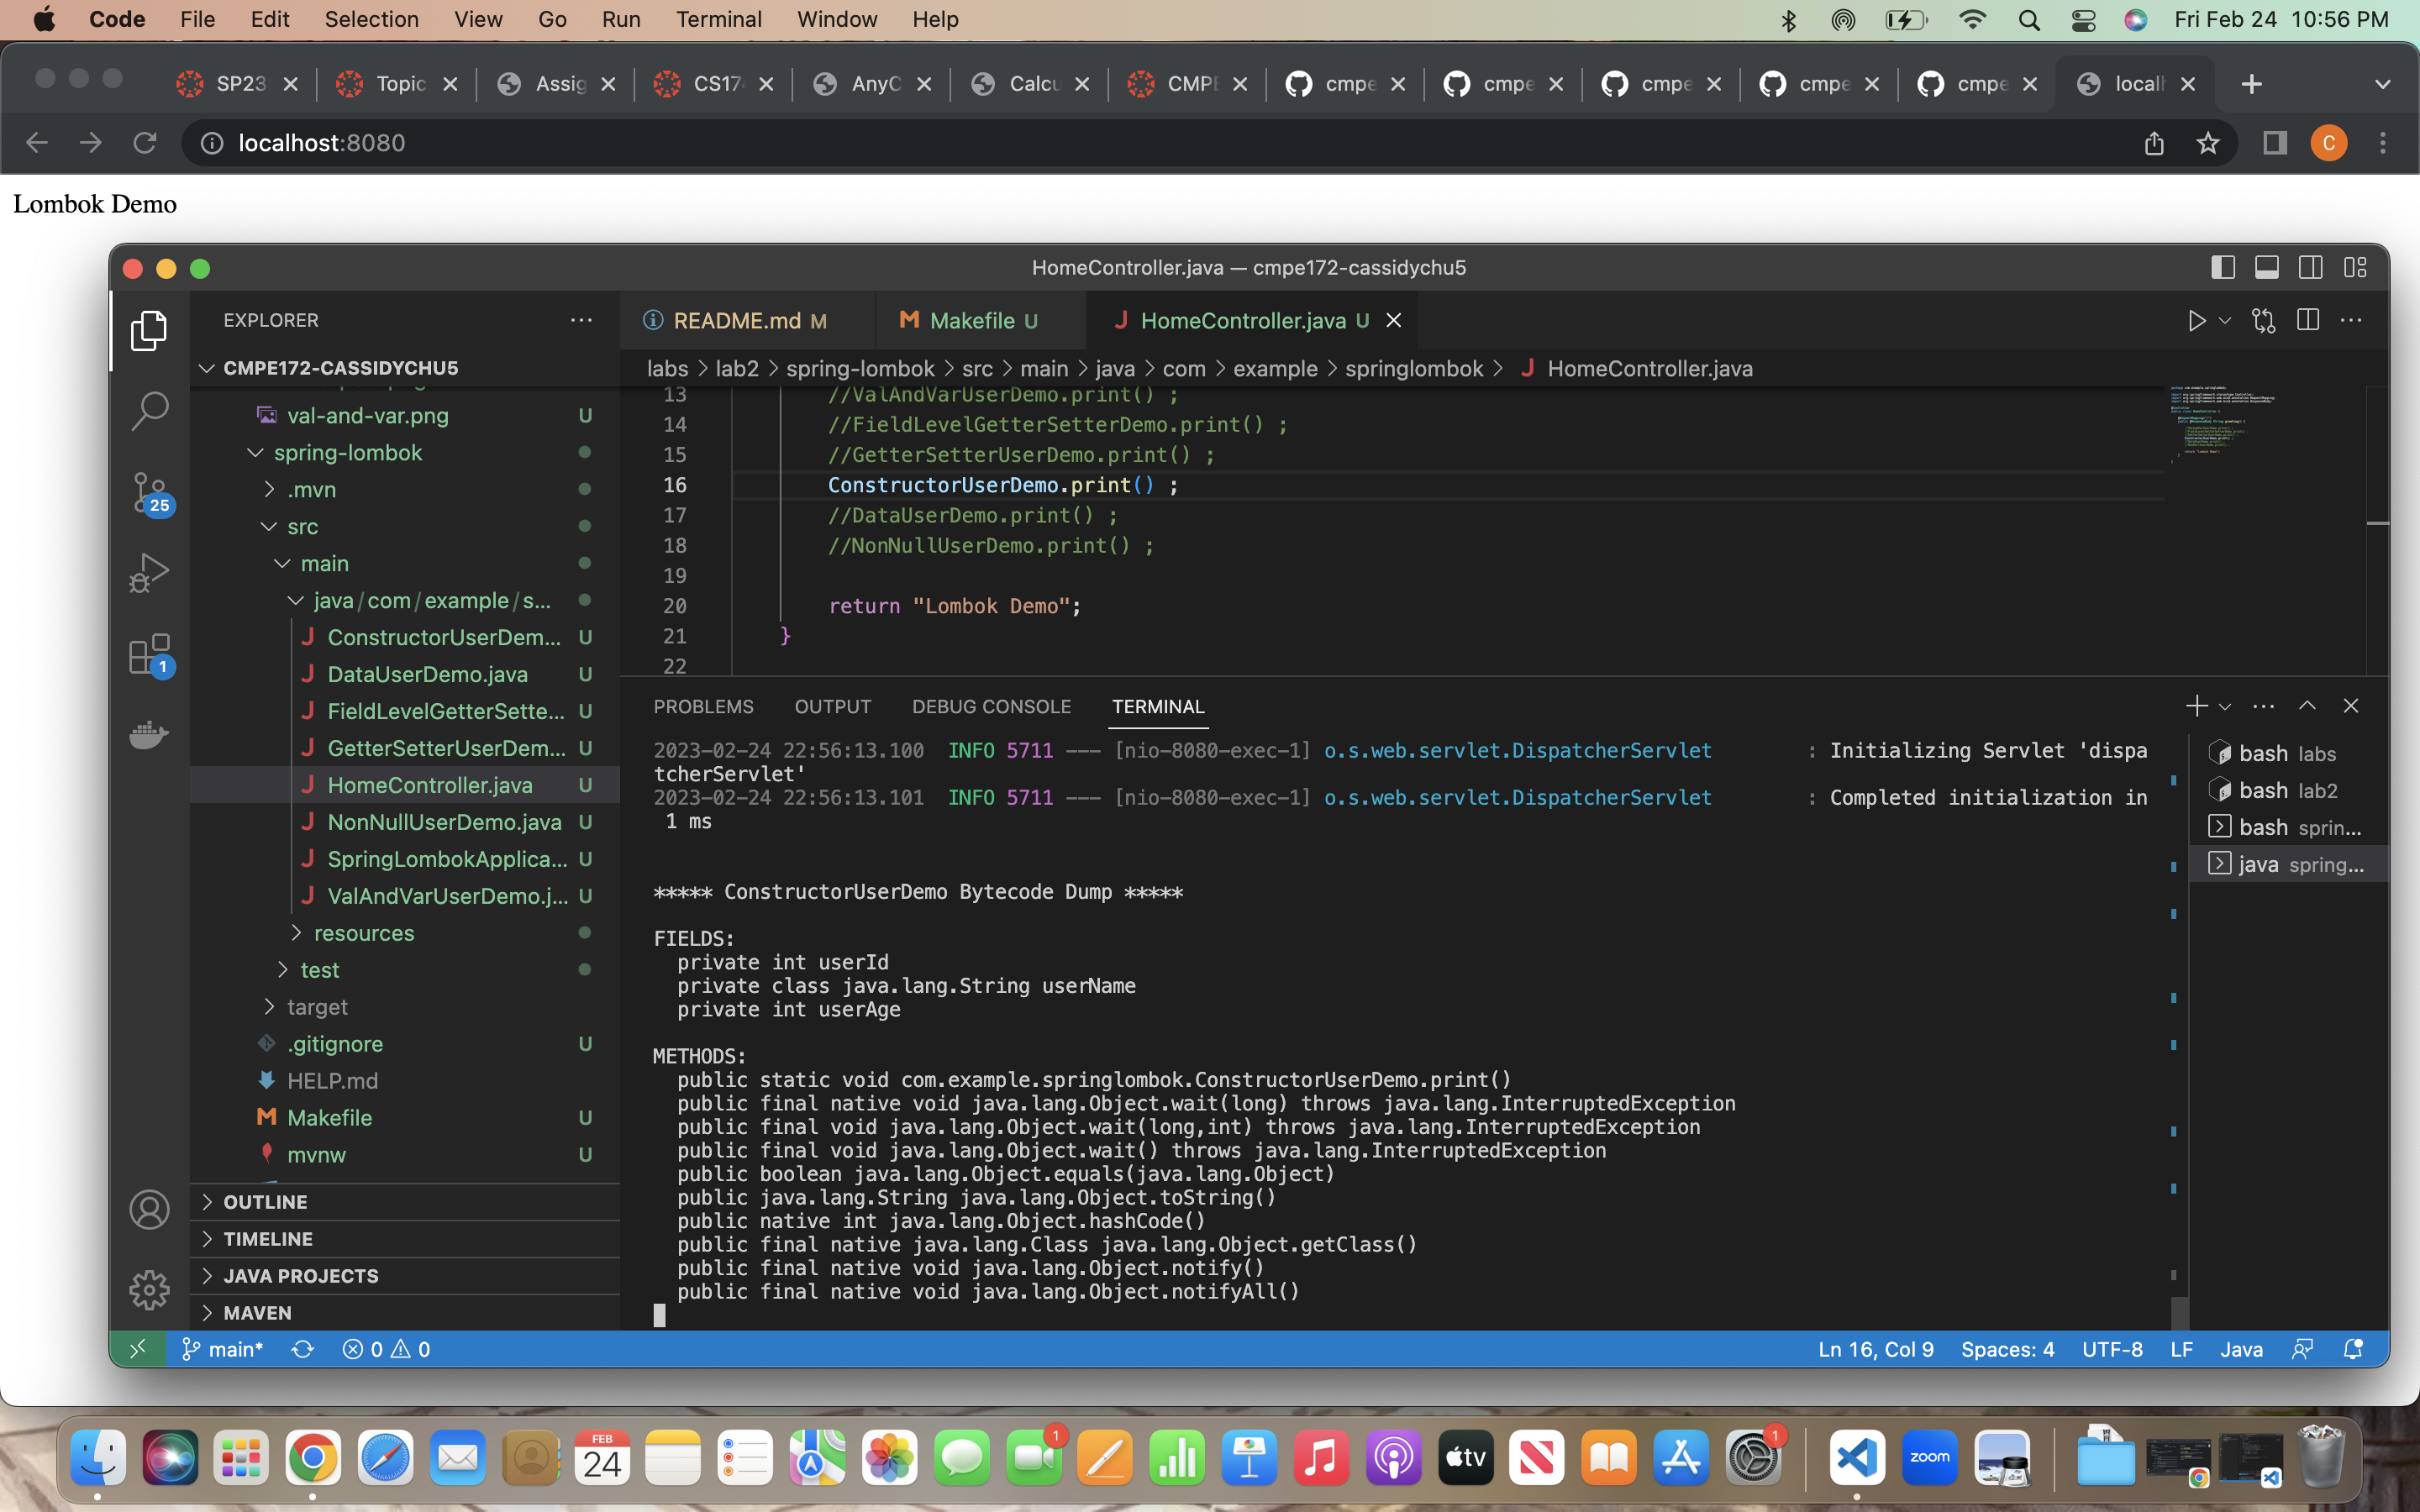 Code File Edit Selection View Go Run Terminal Window Help Fri Feb 24 10:56 PM
SP23 Topic Assig CS174 AnyC Calcu CMPE cmpe cmpe cmpe cmpe cmpe local
localhost:8080 C
Lombok Demo
HomeController.java — cmpe172-cassidychu5
EXPLORER
CMPE172-CASSIDYCHU5
val-and-var.png U
spring-lombok
.mvn
src
main
java/com/example/s...
ConstructorUserDem... U
DataUserDemo.java U
FieldLevelGetterSette... U
GetterSetterUserDem... U
HomeController.java U
NonNullUserDemo.java U
SpringLombokApplica... U
ValAndVarUserDemo.j... U
resources
test
target
.gitignore U
HELP.md
Makefile U
mvnw U
OUTLINE
TIMELINE
JAVA PROJECTS
MAVEN
25
1
README.md M Makefile U HomeController.java U
labs > lab2 > spring-lombok > src > main > java > com > example > springlombok > HomeController.java
13 //ValAndVarUserDemo.print() ;
14 //FieldLevelGetterSetterDemo.print() ;
15 //GetterSetterUserDemo.print() ;
16 ConstructorUserDemo.print() ;
17 //DataUserDemo.print() ;
18 //NonNullUserDemo.print() ;
19
20 return "Lombok Demo";
21 }
22
PROBLEMS OUTPUT DEBUG CONSOLE TERMINAL
2023-02-24 22:56:13.100 INFO 5711 --- [nio-8080-exec-1] o.s.web.servlet.DispatcherServlet : Initializing Servlet 'dispa
tcherServlet'
2023-02-24 22:56:13.101 INFO 5711 --- [nio-8080-exec-1] o.s.web.servlet.DispatcherServlet : Completed initialization in
1 ms
***** ConstructorUserDemo Bytecode Dump *****
FIELDS:
private int userId
private class java.lang.String userName
private int userAge
METHODS:
public static void com.example.springlombok.ConstructorUserDemo.print()
public final native void java.lang.Object.wait(long) throws java.lang.InterruptedException
public final void java.lang.Object.wait(long,int) throws java.lang.InterruptedException
public final void java.lang.Object.wait() throws java.lang.InterruptedException
public boolean java.lang.Object.equals(java.lang.Object)
public java.lang.String java.lang.Object.toString()
public native int java.lang.Object.hashCode()
public final native java.lang.Class java.lang.Object.getClass()
public final native void java.lang.Object.notify()
public final native void java.lang.Object.notifyAll()
bash labs
bash lab2
bash sprin...
java spring...
main* 0 0 Ln 16, Col 9 Spaces: 4 UTF-8 LF Java
FEB
24
1
tv
1
zoom